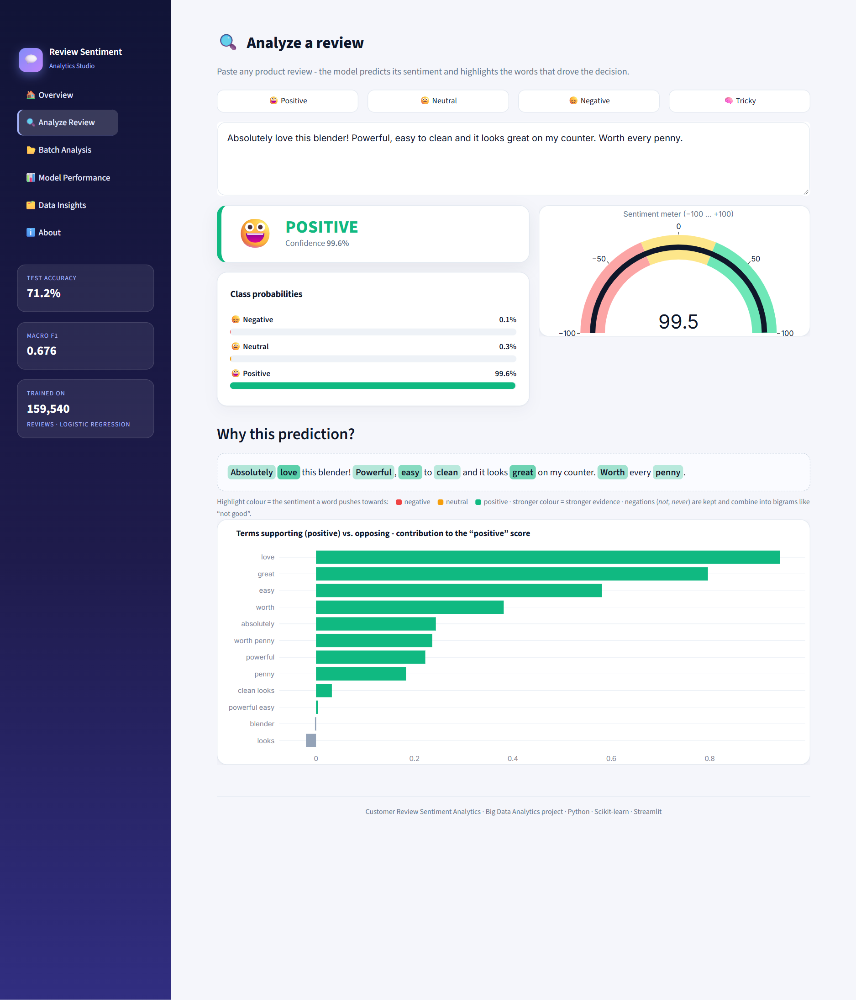 Review Sentiment
Analytics Studio
Overview
Analyze Review
Batch Analysis
Model Performance
Data Insights
About
TEST ACCURACY
71.2%
MACRO F1
0.676
TRAINED ON
159,540
REVIEWS · LOGISTIC REGRESSION
Analyze a review
Paste any product review - the model predicts its sentiment and highlights the words that drove the decision.
Positive
Neutral
Negative
Tricky
Absolutely love this blender! Powerful, easy to clean and it looks great on my counter. Worth every penny.
POSITIVE
Confidence 99.6%
Class probabilities
Negative 0.1%
Neutral 0.3%
Positive 99.6%
Sentiment meter (−100 … +100)
0
−50
50
99.5
−100
100
Why this prediction?
Absolutely love this blender! Powerful, easy to clean and it looks great on my counter. Worth every penny.
Highlight colour = the sentiment a word pushes towards: negative neutral positive · stronger colour = stronger evidence · negations (not, never) are kept and combine into bigrams like
“not good”.
Terms supporting (positive) vs. opposing - contribution to the “positive” score
love
great
easy
worth
absolutely
worth penny
powerful
penny
clean looks
powerful easy
blender
looks
0 0.2 0.4 0.6 0.8
Customer Review Sentiment Analytics · Big Data Analytics project · Python · Scikit-learn · Streamlit